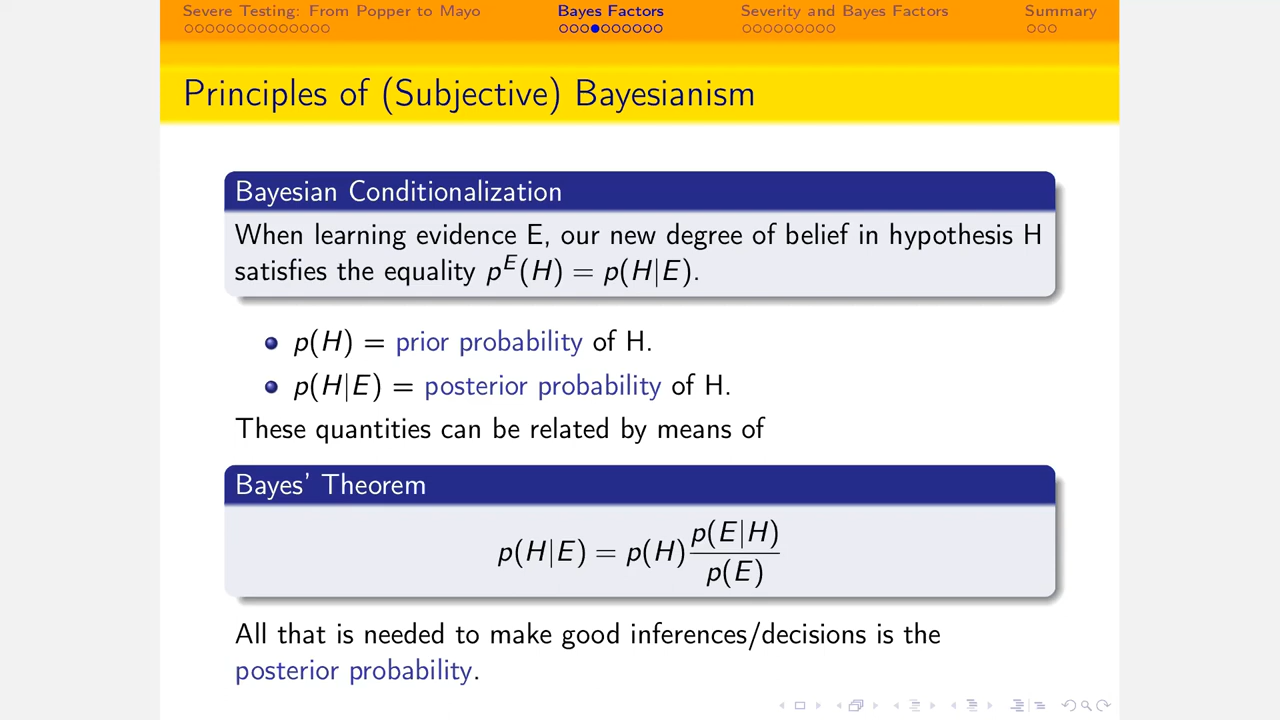 Severe Testing: From Popper to Mayo Bayes Factors Severity and Bayes Factors Summary
Principles of (Subjective) Bayesianism
Bayesian Conditionalization
When learning evidence E, our new degree of belief in hypothesis H
satisfies the equality p^E(H) = p(H|E).
p(H) = prior probability of H.
p(H|E) = posterior probability of H.
These quantities can be related by means of
Bayes' Theorem
p(H|E) = p(H) p(E|H) / p(E)
All that is needed to make good inferences/decisions is the
posterior probability.